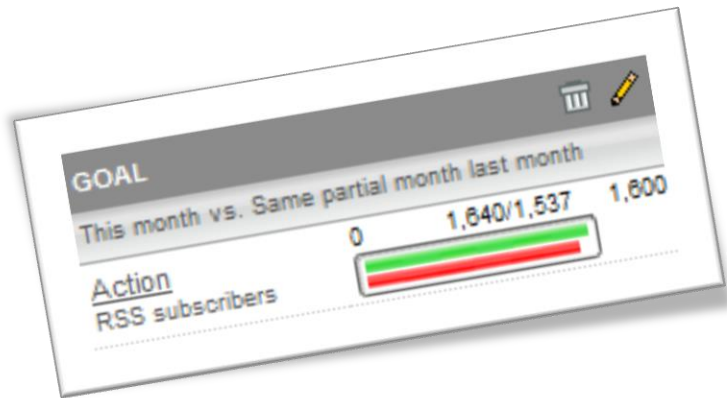 GOAL
This month vs. Same partial month last month
0 1,640/1,537 1,600
Action
RSS subscribers